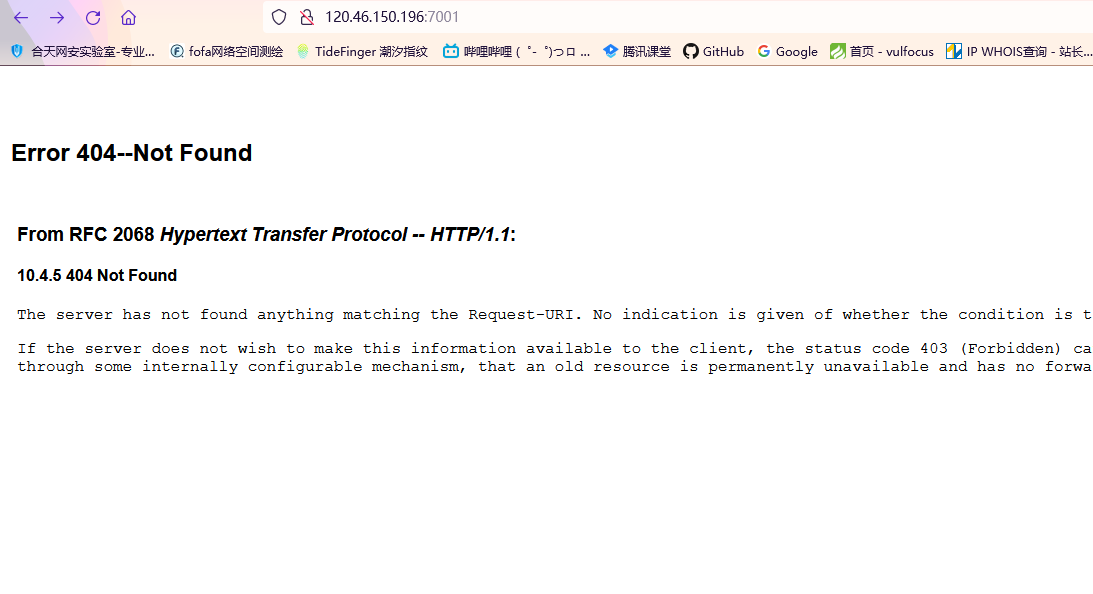 120.46.150.196:7001
合天网安实验室-专业... fofa网络空间测绘 TideFinger 潮汐指纹 哔哩哔哩 (゜-゜)つロ ... 腾讯课堂 GitHub Google 首页 - vulfocus IP WHOIS查询 - 站长...
Error 404--Not Found
From RFC 2068 Hypertext Transfer Protocol -- HTTP/1.1:
10.4.5 404 Not Found
The server has not found anything matching the Request-URI. No indication is given of whether the condition is t
If the server does not wish to make this information available to the client, the status code 403 (Forbidden) ca
through some internally configurable mechanism, that an old resource is permanently unavailable and has no forwa